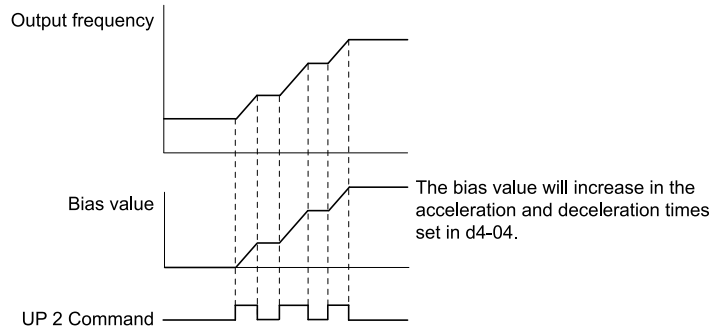 Output frequency
Bias value
The bias value will increase in the
acceleration and deceleration times
set in d4-04.
UP 2 Command